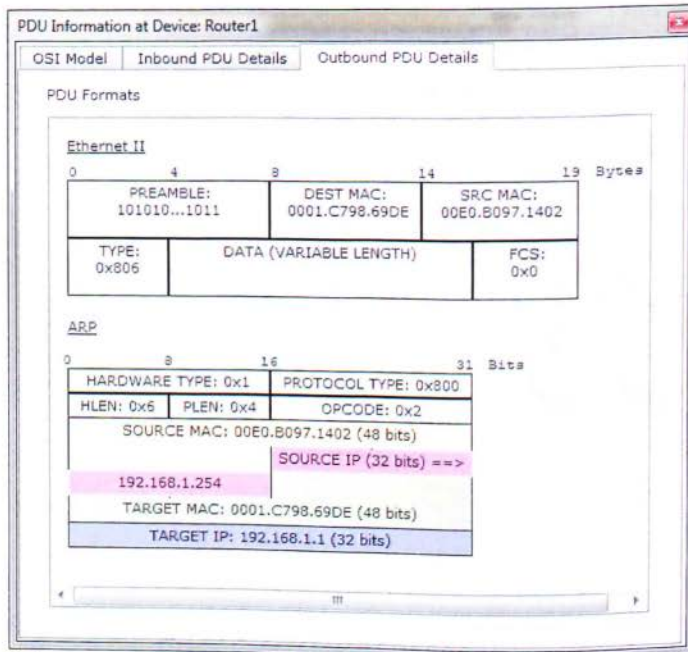 PDU Information at Device: Router1
OSI Model Inbound PDU Details Outbound PDU Details
PDU Formats
Ethernet II
0 4 8 14 19 Bytes
PREAMBLE: DEST MAC: SRC MAC:
101010...1011 0001.C798.69DE 00E0.B097.1402
TYPE: DATA (VARIABLE LENGTH) FCS:
0x806 0x0
ARP
0 8 16 31 Bits
HARDWARE TYPE: 0x1 PROTOCOL TYPE: 0x800
HLEN: 0x6 PLEN: 0x4 OPCODE: 0x2
SOURCE MAC: 00E0.B097.1402 (48 bits)
SOURCE IP (32 bits) ==>
192.168.1.254
TARGET MAC: 0001.C798.69DE (48 bits)
TARGET IP: 192.168.1.1 (32 bits)